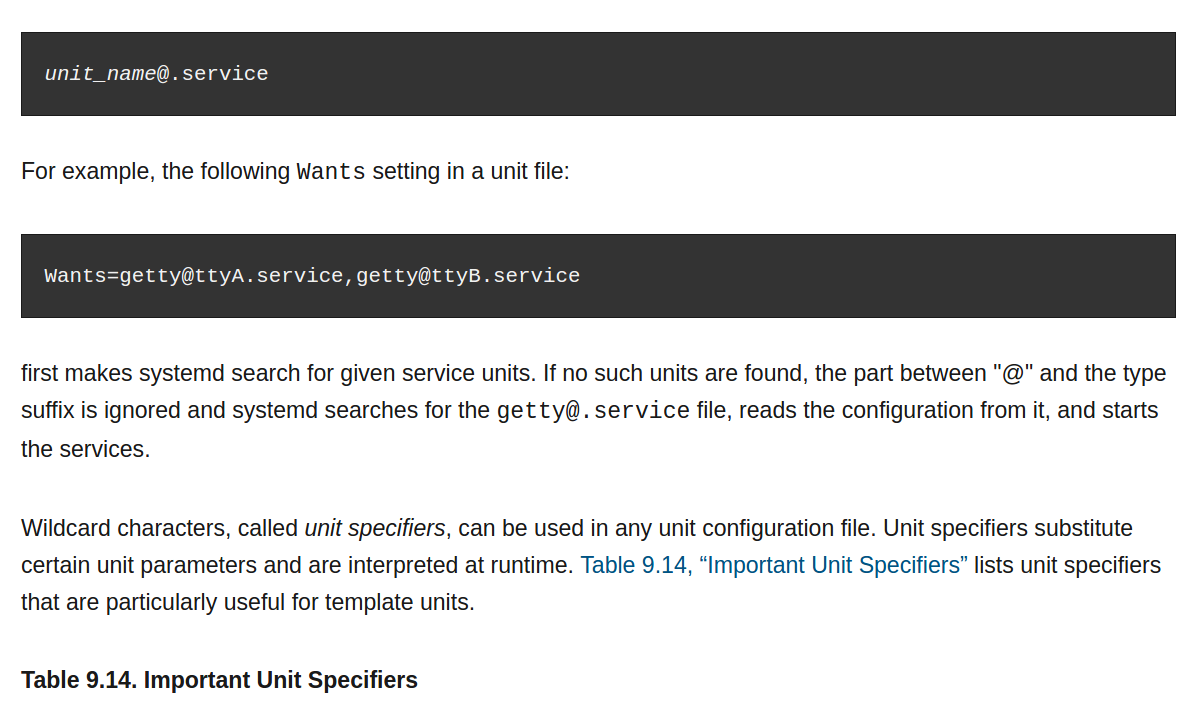 unit_name@.service
For example, the following Wants setting in a unit file:
Wants=getty@ttyA.service,getty@ttyB.service
first makes systemd search for given service units. If no such units are found, the part between "@" and the type
suffix is ignored and systemd searches for the getty@.service file, reads the configuration from it, and starts
the services.
Wildcard characters, called unit specifiers, can be used in any unit configuration file. Unit specifiers substitute
certain unit parameters and are interpreted at runtime. Table 9.14, “Important Unit Specifiers” lists unit specifiers
that are particularly useful for template units.
Table 9.14. Important Unit Specifiers